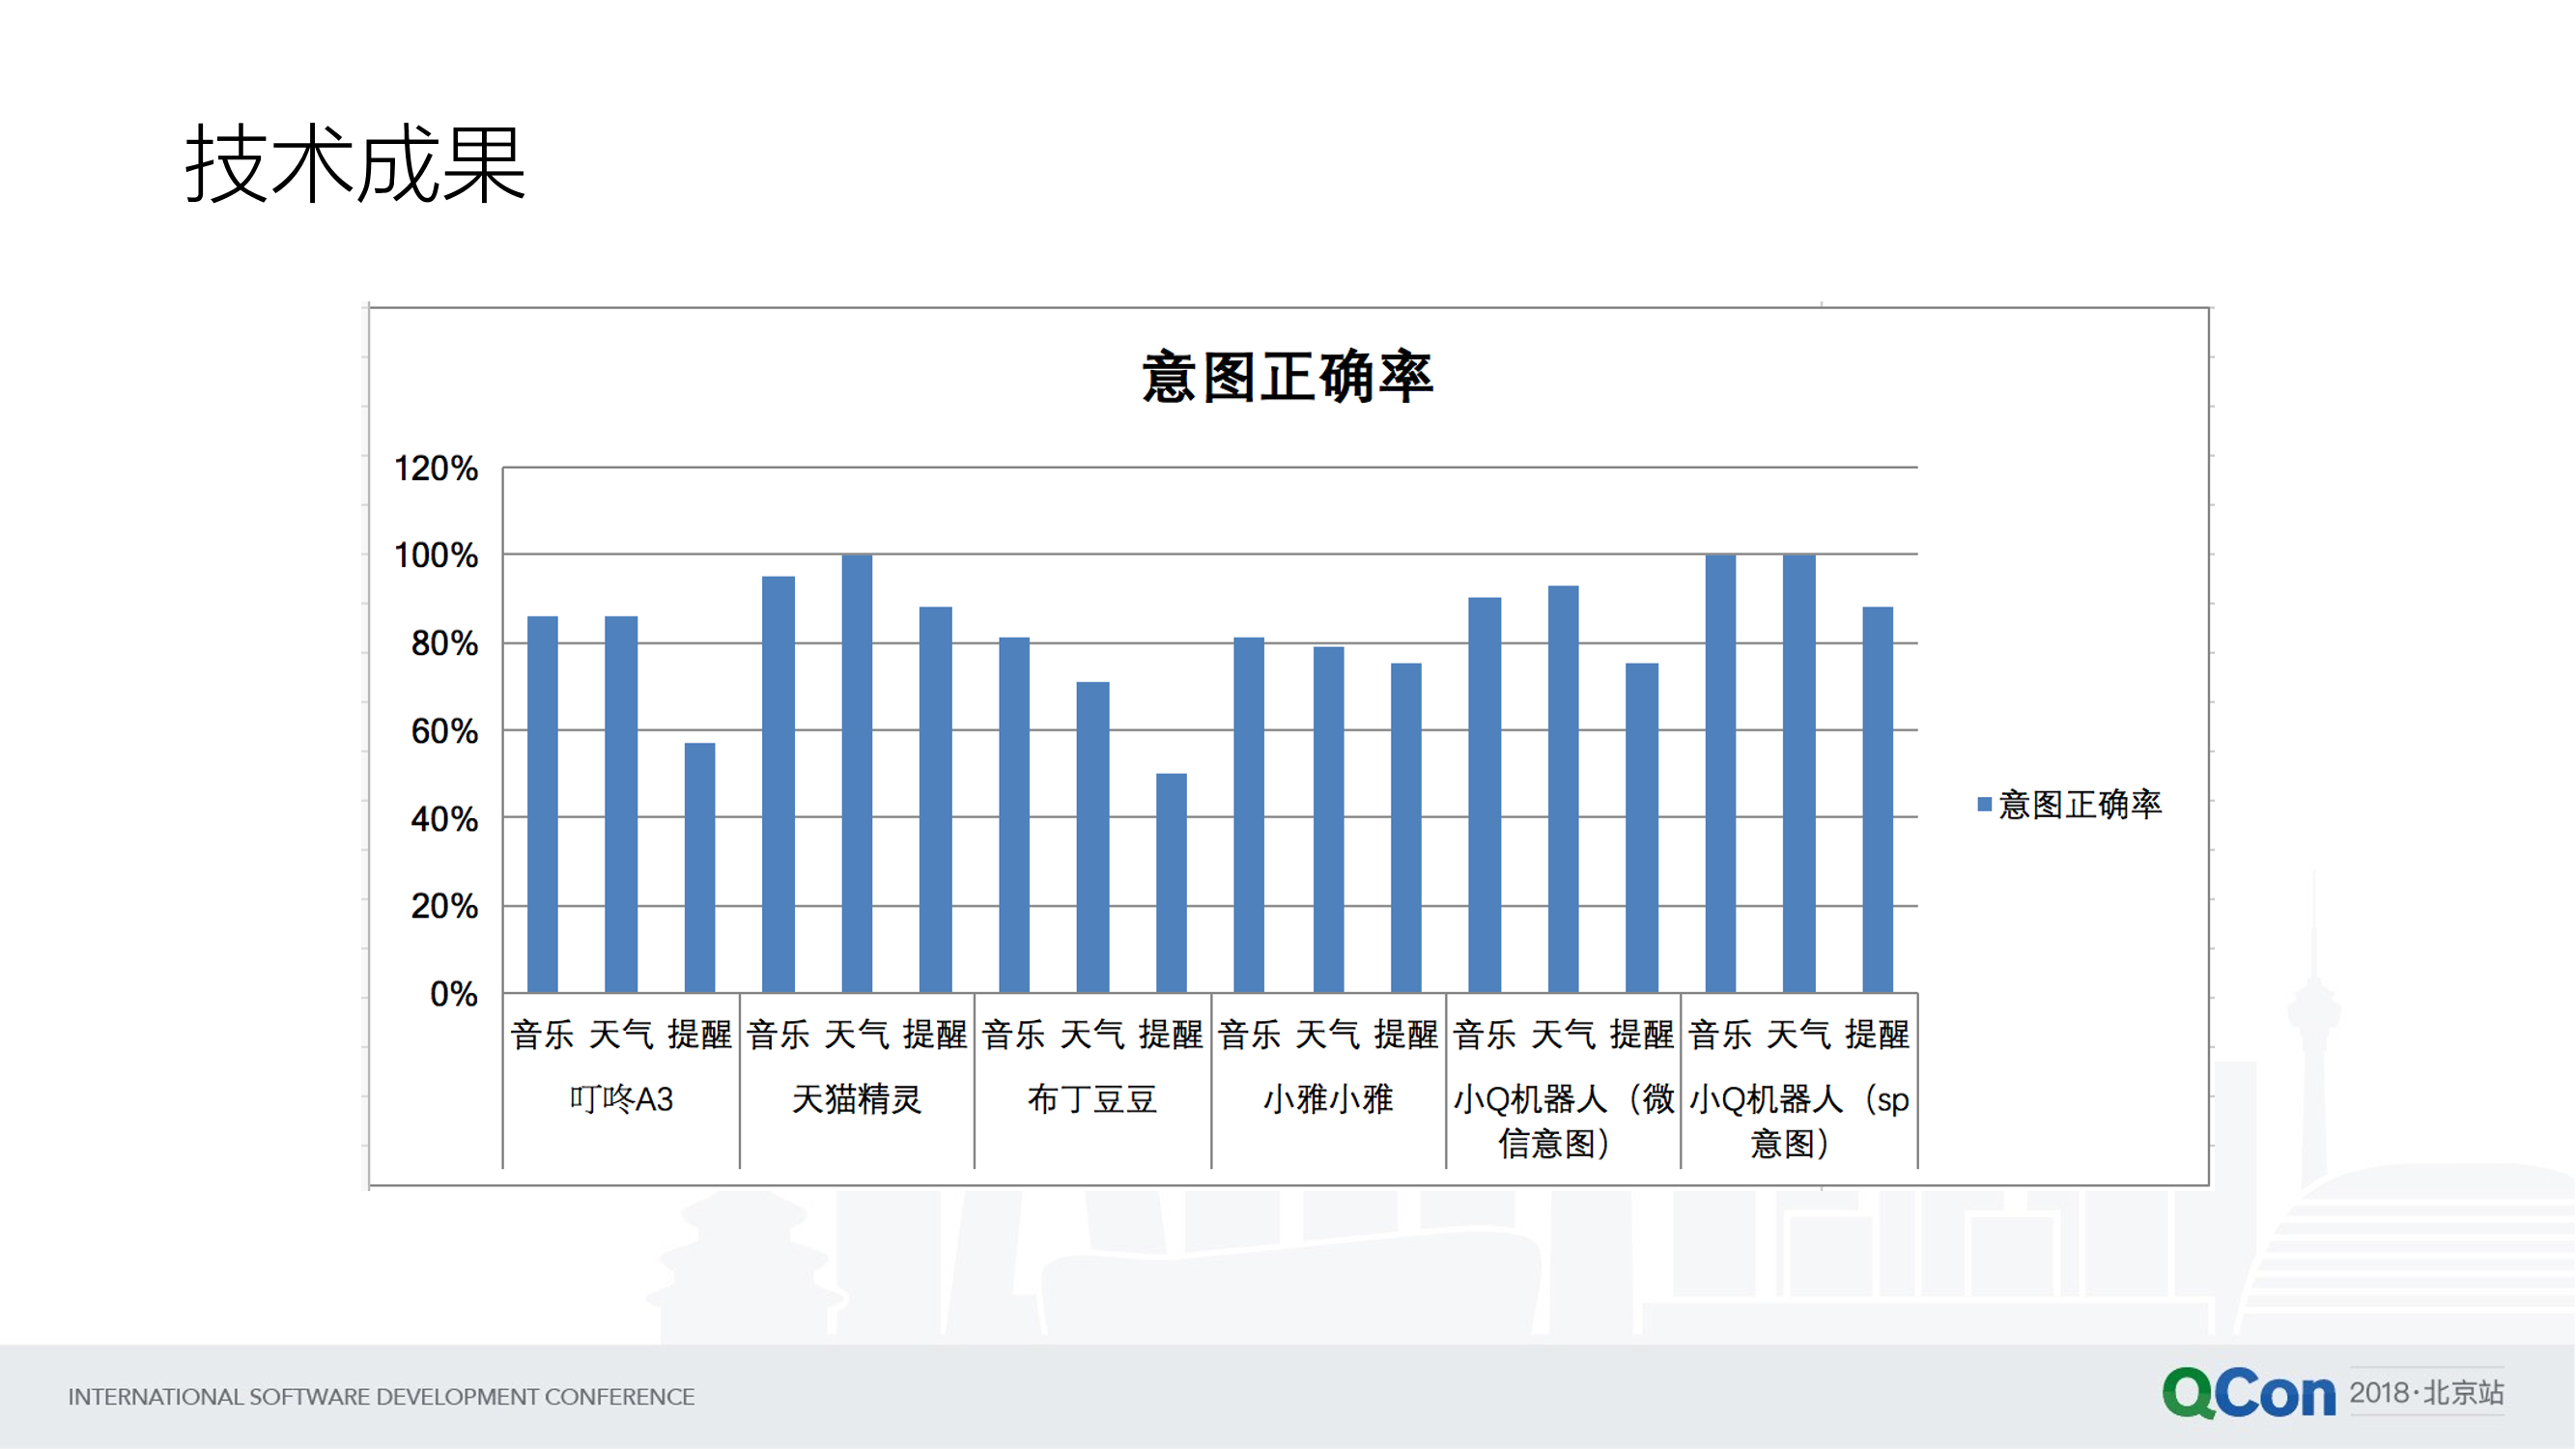 技术成果
意图正确率
120%
100%
80%
60%
40%
20%
0%
音乐 天气 提醒 音乐 天气 提醒 音乐 天气 提醒 音乐 天气 提醒 音乐 天气 提醒 音乐 天气 提醒
叮咚A3 天猫精灵 布丁豆豆 小雅小雅 小Q机器人（微 小Q机器人（sp
信意图） 意图）
意图正确率
INTERNATIONAL SOFTWARE DEVELOPMENT CONFERENCE
QCon 2018·北京站